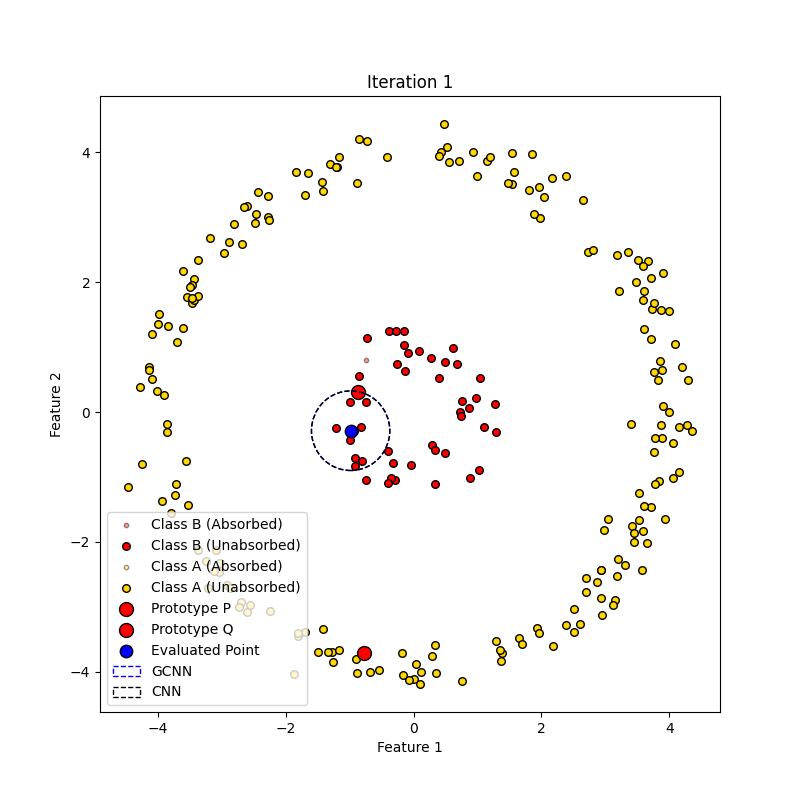 Iteration 1
4
2
0
−2
−4
Feature 2
Class B (Absorbed)
Class B (Unabsorbed)
Class A (Absorbed)
Class A (Unabsorbed)
Prototype P
Prototype Q
Evaluated Point
GCNN
CNN
−4 −2 0 2 4
Feature 1